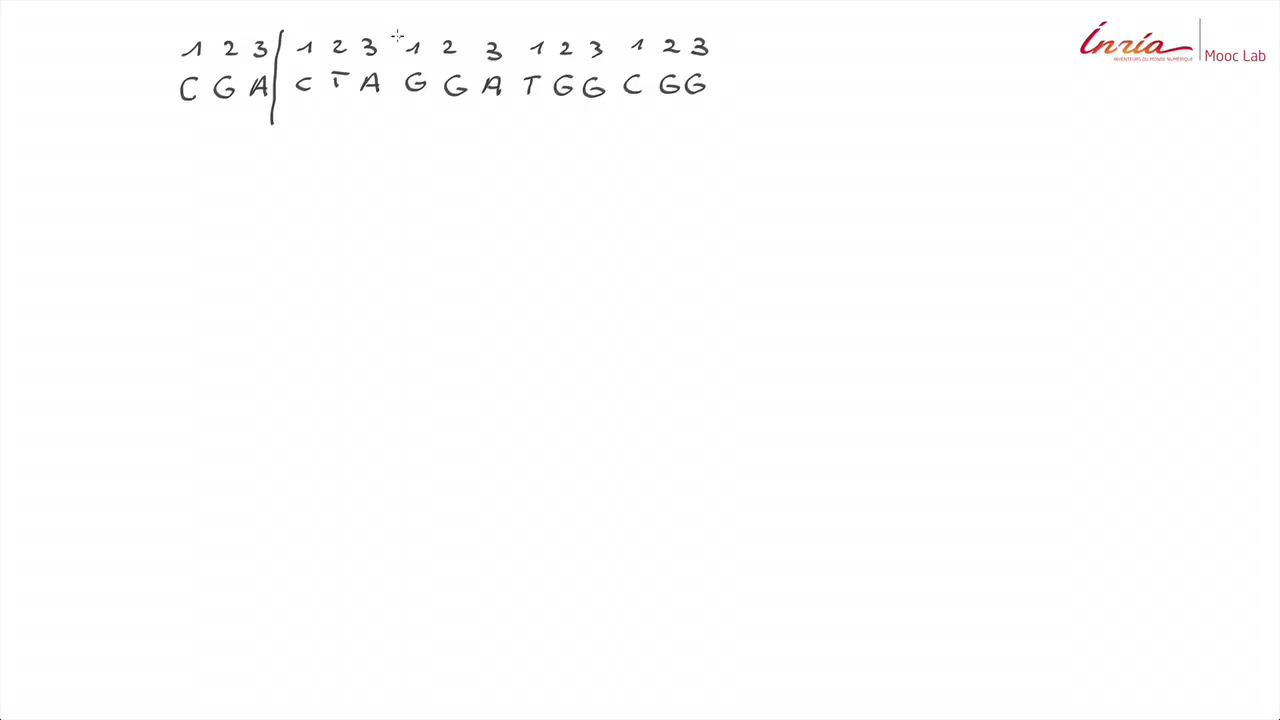 1 2 3 1 2 3 1 2 3 1 2 3 1 2 3
C G A C T A G G A T G G C G G
Inria
INVENTEURS DU MONDE NUMÉRIQUE
Mooc Lab